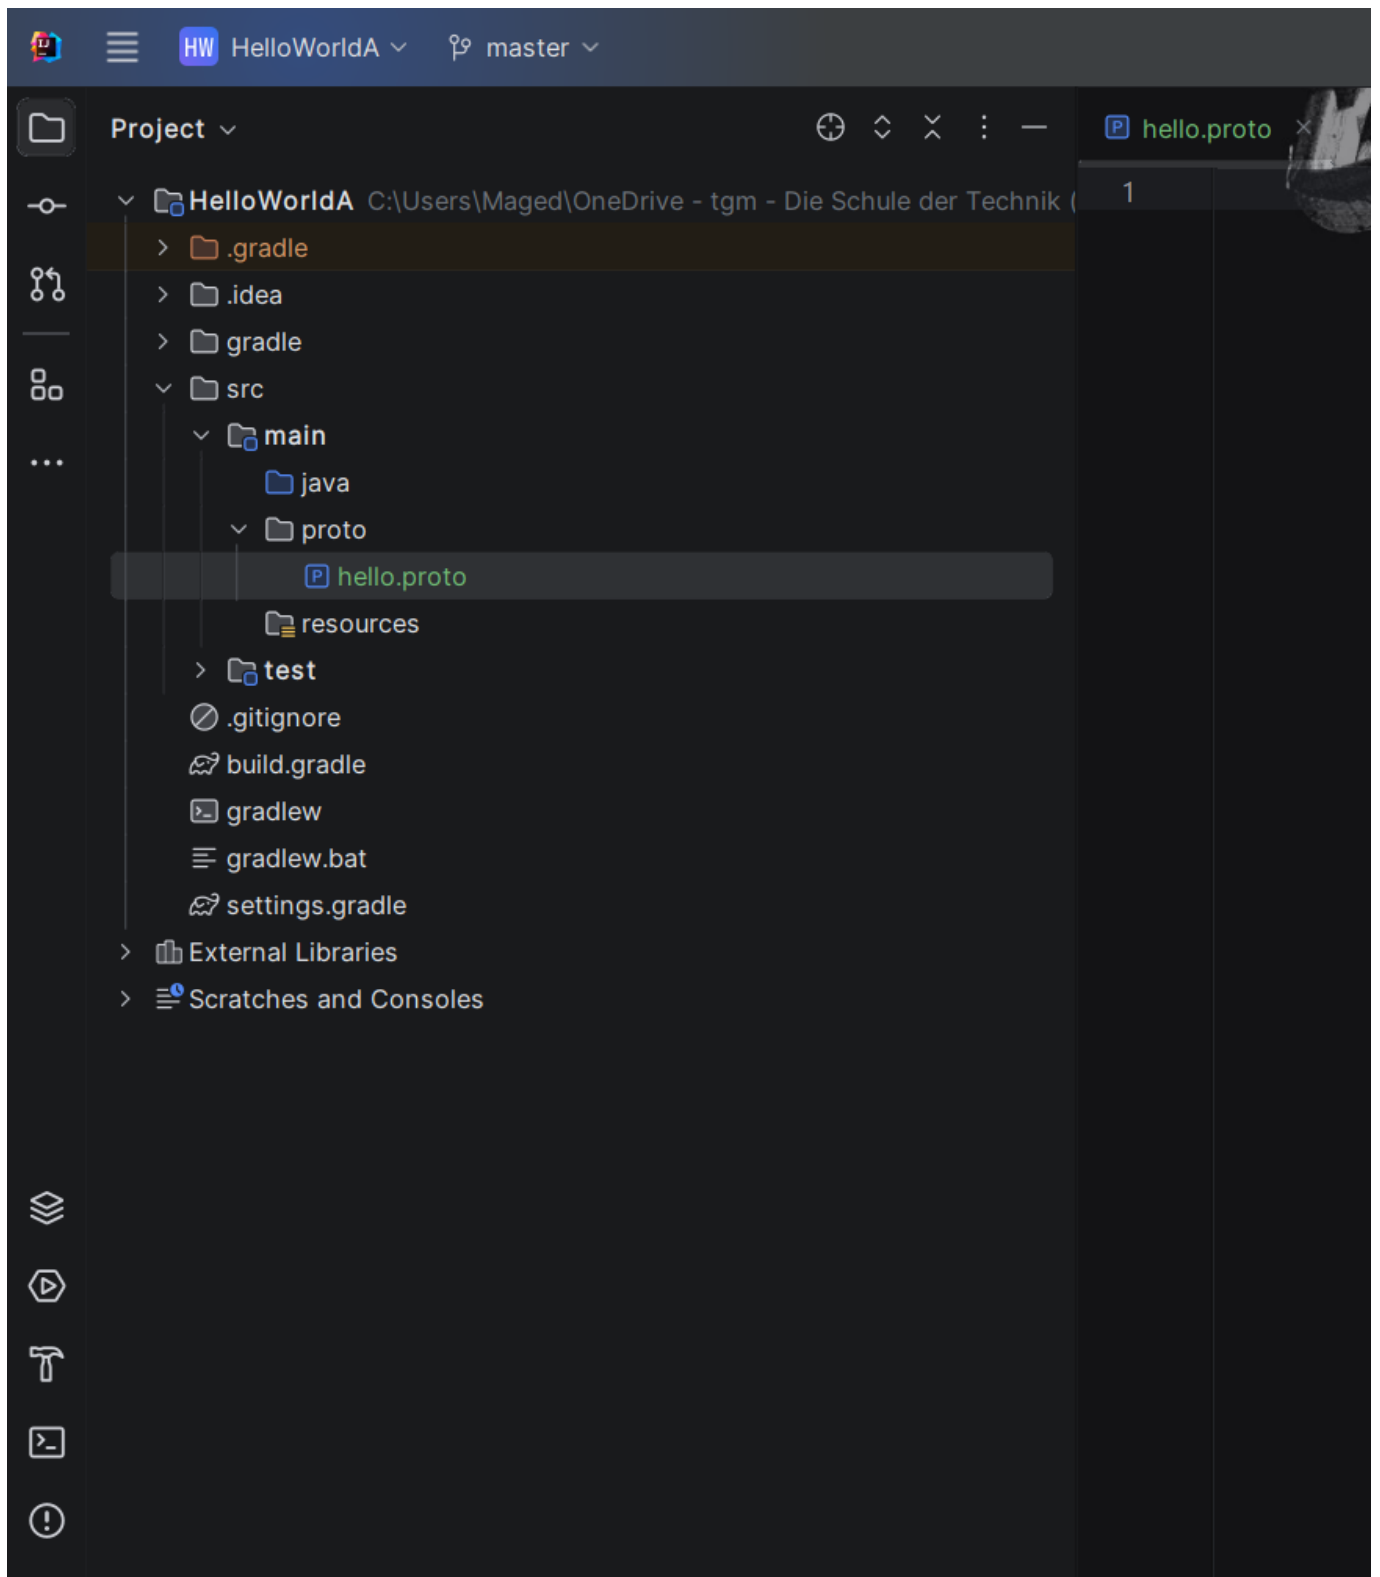 HW HelloWorldA master
Project
hello.proto
HelloWorldA C:\Users\Maged\OneDrive - tgm - Die Schule der Technik (
1
.gradle
.idea
gradle
src
main
java
proto
hello.proto
resources
test
.gitignore
build.gradle
gradlew
gradlew.bat
settings.gradle
External Libraries
Scratches and Consoles